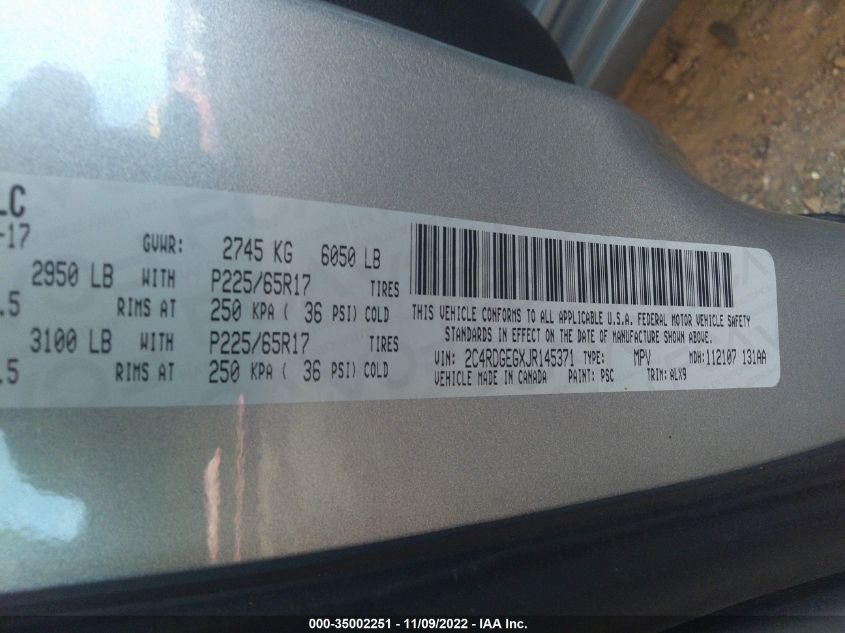 LC
-17 GVWR: 2745 KG 6050 LB
2950 LB WITH P225/65R17 TIRES
.5 RIMS AT 250 KPA ( 36 PSI) COLD
3100 LB WITH P225/65R17 TIRES
.5 RIMS AT 250 KPA ( 36 PSI) COLD
THIS VEHICLE CONFORMS TO ALL APPLICABLE U.S.A. FEDERAL MOTOR VEHICLE SAFETY
STANDARDS IN EFFECT ON THE DATE OF MANUFACTURE SHOWN ABOVE.
VIN: 2C4RDGEGXJR145371 TYPE: MPV MDH: 112107 131AA
VEHICLE MADE IN CANADA PAINT: PSC TRIM: ALX9
000-35002251 - 11/09/2022 - IAA Inc.